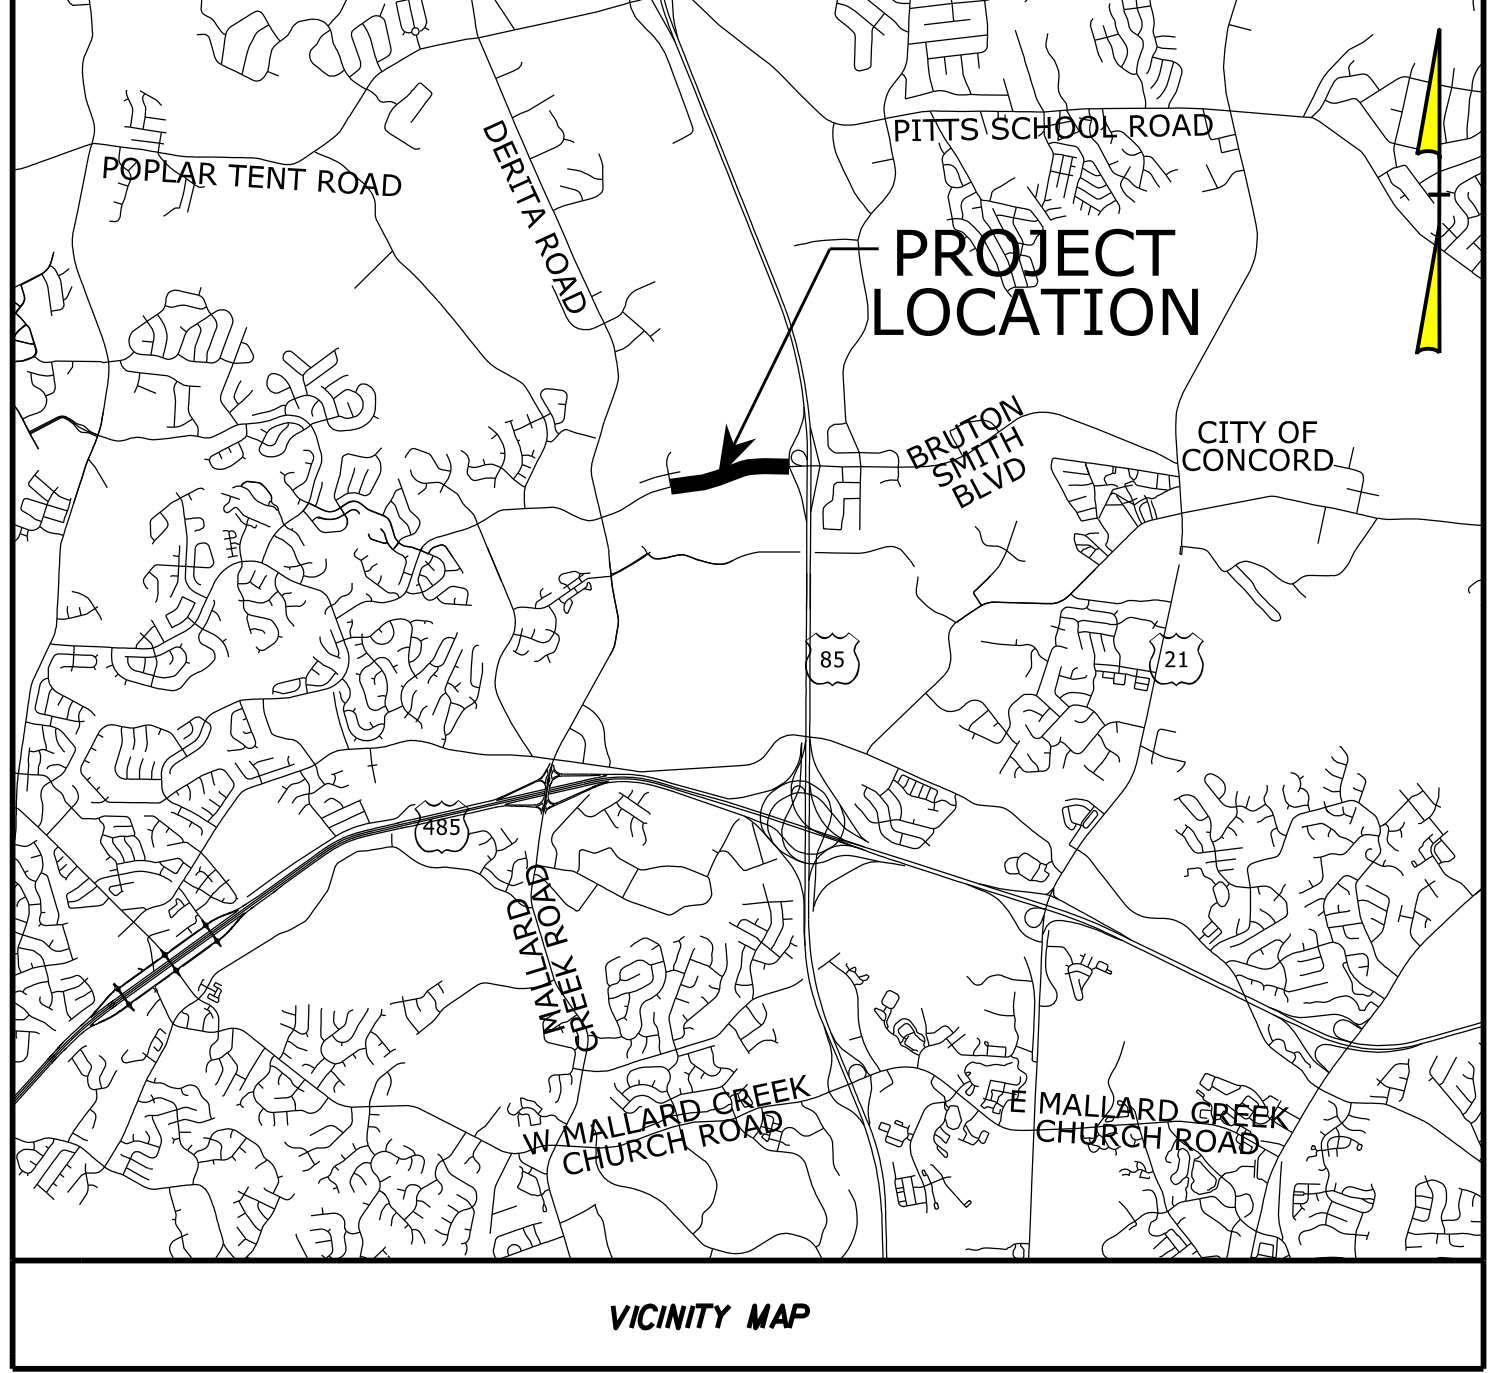 PITTS SCHOOL ROAD
POPLAR TENT ROAD
DERITA ROAD
PROJECT
LOCATION
BRUTON
SMITH
BLVD
CITY OF
CONCORD
85
21
485
MALLARD
CREEK ROAD
W MALLARD CREEK
CHURCH ROAD
E MALLARD CREEK
CHURCH ROAD
VICINITY MAP